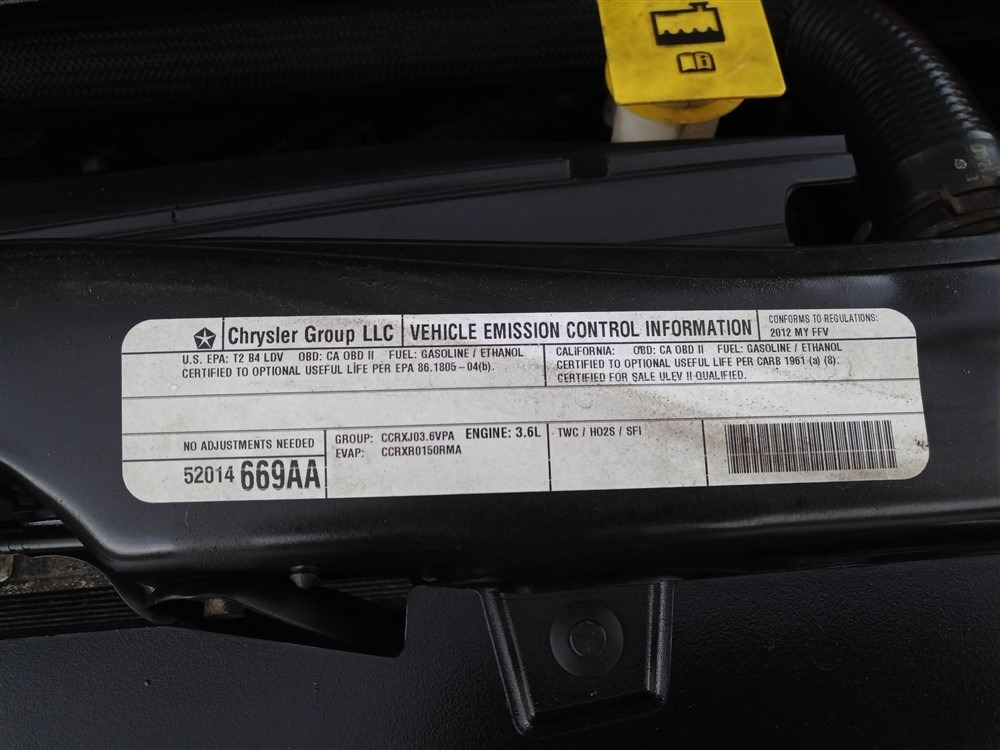 Chrysler Group LLC
VEHICLE EMISSION CONTROL INFORMATION
CONFORMS TO REGULATIONS:
2012 MY FFV
U.S. EPA: T2 B4 LDV OBD: CA OBD II FUEL: GASOLINE / ETHANOL
CERTIFIED TO OPTIONAL USEFUL LIFE PER EPA 86.1805-04(b).
CALIFORNIA: OBD: CA OBD II FUEL: GASOLINE / ETHANOL
CERTIFIED TO OPTIONAL USEFUL LIFE PER CARB 1961 (a) (8).
CERTIFIED FOR SALE ULEV II QUALIFIED.
NO ADJUSTMENTS NEEDED
52014 669AA
GROUP: CCRXJ03.6VPA ENGINE: 3.6L
EVAP: CCRXR0150RMA
TWC / HO2S / SFI